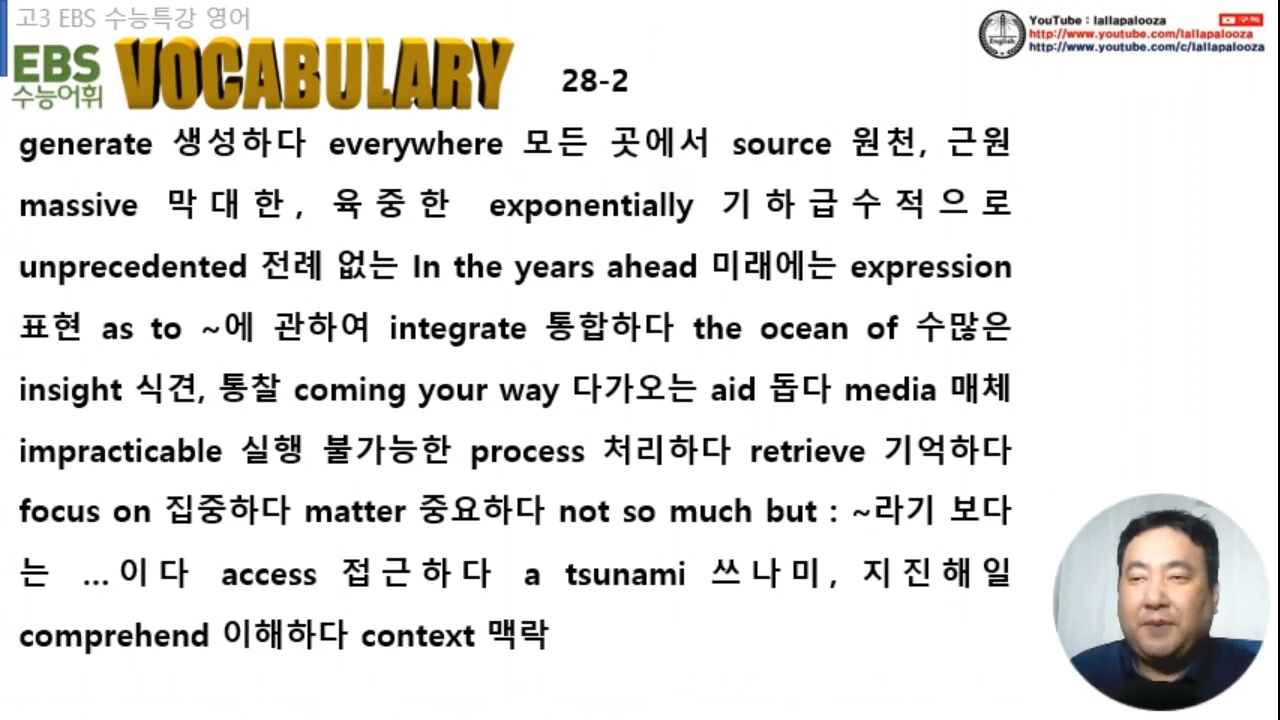 고3 EBS 수능특강 영어
EBS
수능어휘
VOCABULARY
28-2
YouTube : lallapalooza
구독
http://www.youtube.com/lallapalooza
http://www.youtube.com/c/lallapalooza
English
generate 생성하다 everywhere 모든 곳에서 source 원천, 근원
massive 막대한, 육중한 exponentially 기하급수적으로
unprecedented 전례 없는 In the years ahead 미래에는 expression
표현 as to ~에 관하여 integrate 통합하다 the ocean of 수많은
insight 식견, 통찰 coming your way 다가오는 aid 돕다 media 매체
impracticable 실행 불가능한 process 처리하다 retrieve 기억하다
focus on 집중하다 matter 중요하다 not so much but : ~라기 보다
는 ...이다 access 접근하다 a tsunami 쓰나미, 지진해일
comprehend 이해하다 context 맥락